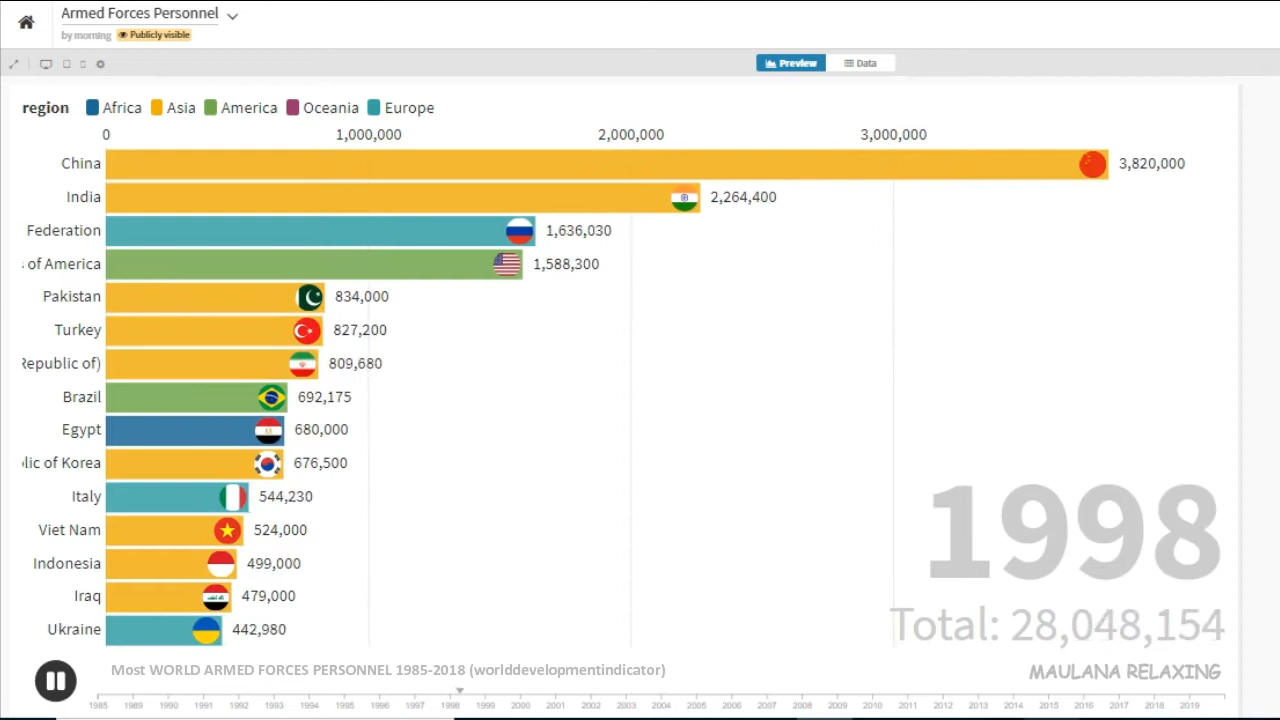 Armed Forces Personnel
by morning Publicly visible
Preview Data
region Africa Asia America Oceania Europe
0 1,000,000 2,000,000 3,000,000
China 3,820,000
India 2,264,400
Federation 1,636,030
of America 1,588,300
Pakistan 834,000
Turkey 827,200
Republic of) 809,680
Brazil 692,175
Egypt 680,000
lic of Korea 676,500
Italy 544,230
Viet Nam 524,000
Indonesia 499,000
Iraq 479,000
Ukraine 442,980
1998
Total: 28,048,154
Most WORLD ARMED FORCES PERSONNEL 1985-2018 (worlddevelopmentindicator)
MAULANA RELAXING
1985 1989 1990 1991 1992 1993 1994 1995 1996 1997 1998 1999 2000 2001 2002 2003 2004 2005 2006 2007 2008 2009 2010 2011 2012 2013 2014 2015 2016 2017 2018 2019